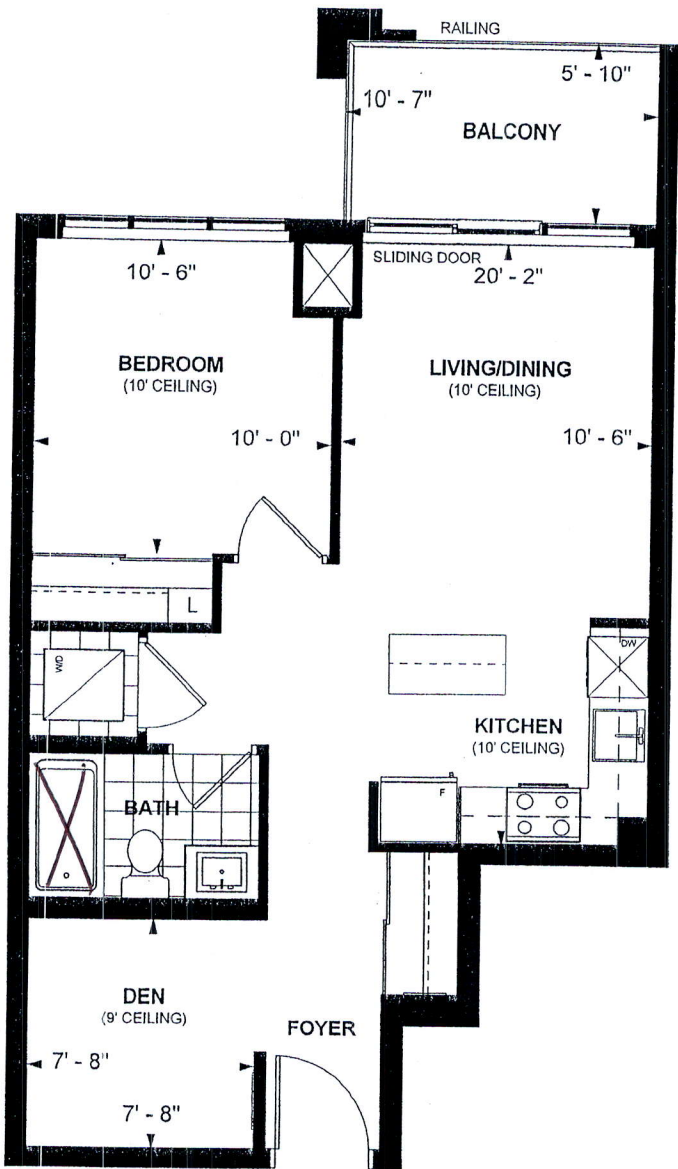 RAILING
5' - 10"
10' - 7"
BALCONY
SLIDING DOOR
10' - 6"
20' - 2"
BEDROOM
(10' CEILING)
LIVING/DINING
(10' CEILING)
10' - 0"
10' - 6"
L
W/D
DW
KITCHEN
(10' CEILING)
F
BATH
DEN
(9' CEILING)
FOYER
7' - 8"
7' - 8"